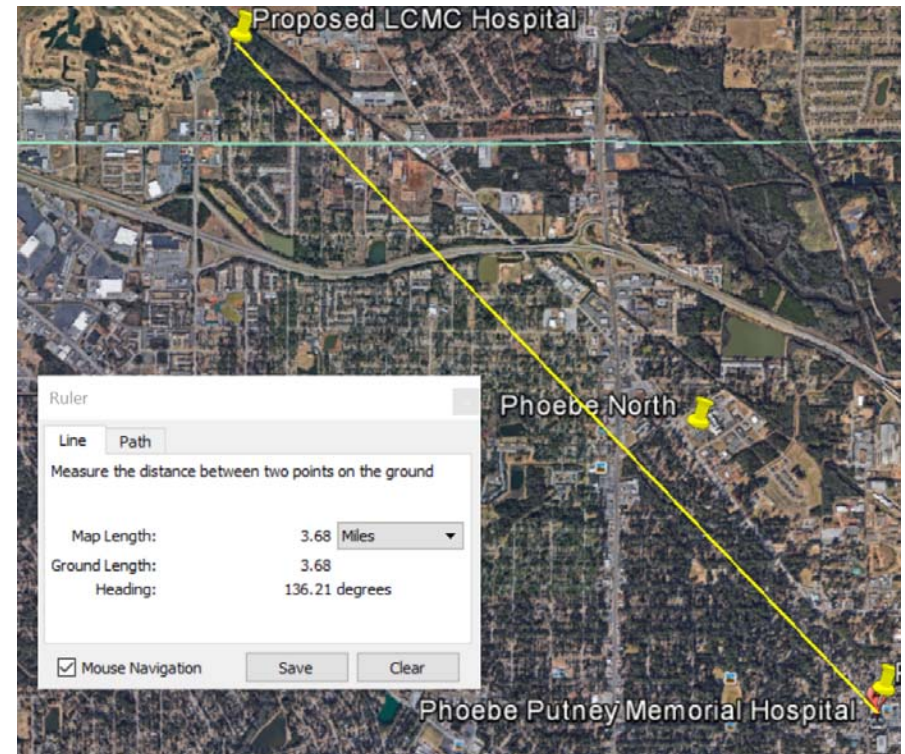 Proposed LCMC Hospital
Phoebe North
Ruler
Line Path
Measure the distance between two points on the ground
Map Length: 3.68 Miles
Ground Length: 3.68
Heading: 136.21 degrees
Mouse Navigation Save Clear
Phoebe Putney Memorial Hospital